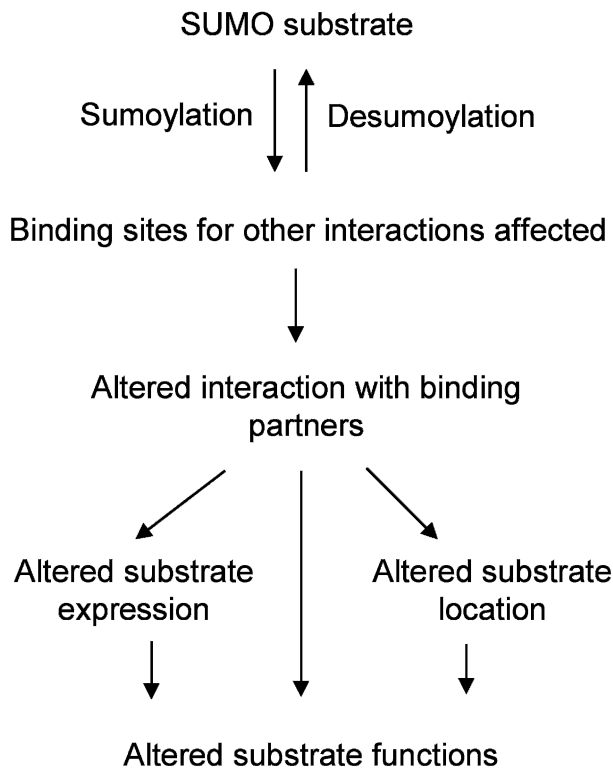 SUMO substrate
Sumoylation Desumoylation
Binding sites for other interactions affected
Altered interaction with binding
partners
Altered substrate
expression
Altered substrate
location
Altered substrate functions